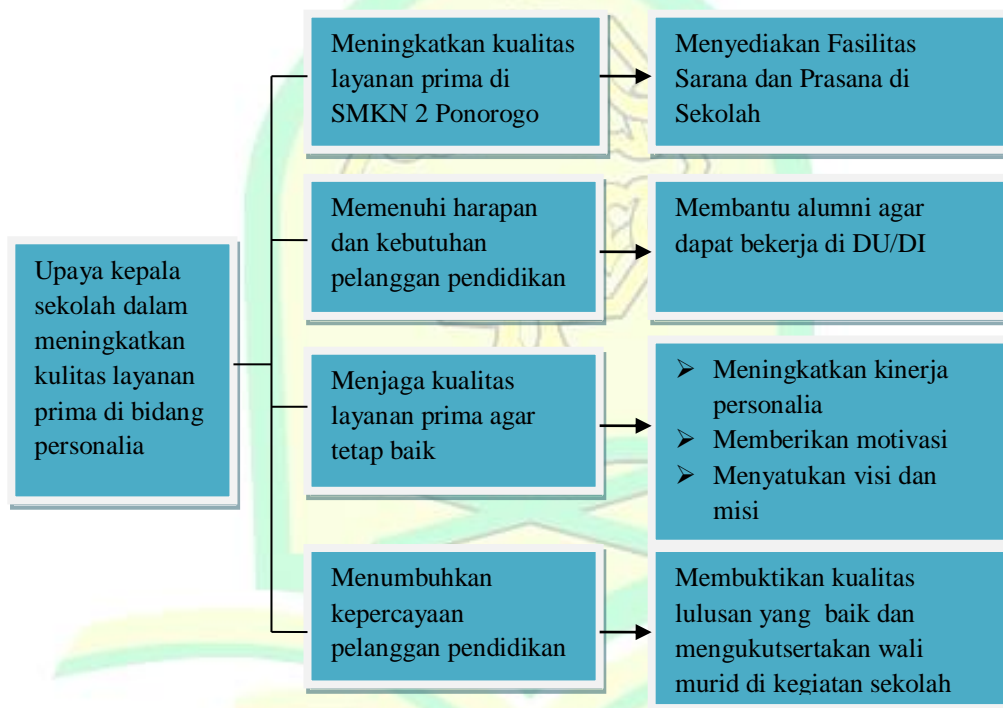 Upaya kepala
sekolah dalam
meningkatkan
kulitas layanan
prima di bidang
personalia
Meningkatkan kualitas
layanan prima di
SMKN 2 Ponorogo
Menyediakan Fasilitas
Sarana dan Prasana di
Sekolah
Memenuhi harapan
dan kebutuhan
pelanggan pendidikan
Membantu alumni agar
dapat bekerja di DU/DI
Menjaga kualitas
layanan prima agar
tetap baik
➤ Meningkatkan kinerja
personalia
➤ Memberikan motivasi
➤ Menyatukan visi dan
misi
Menumbuhkan
kepercayaan
pelanggan pendidikan
Membuktikan kualitas
lulusan yang baik dan
mengukutsertakan wali
murid di kegiatan sekolah